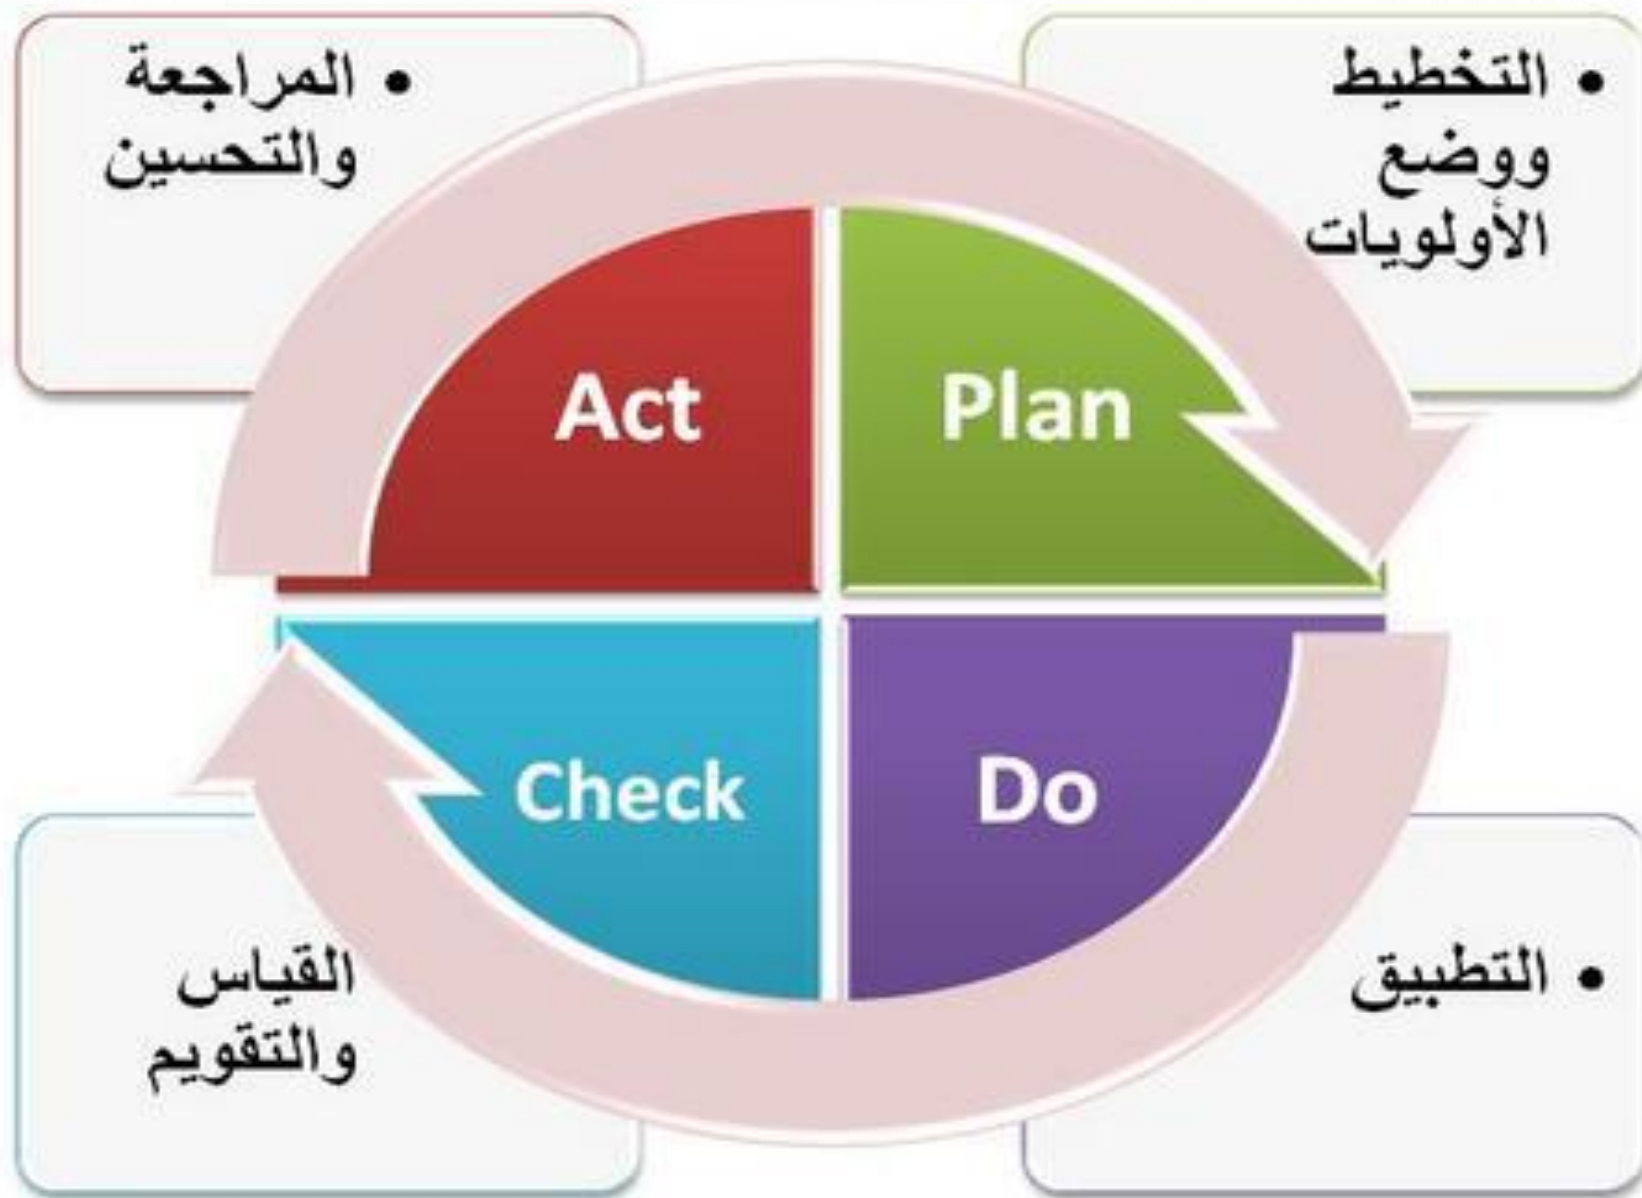 • المراجعة
والتحسين
• التخطيط
ووضع
الأولويات
Act
Plan
Check
Do
القياس
والتقويم
• التطبيق